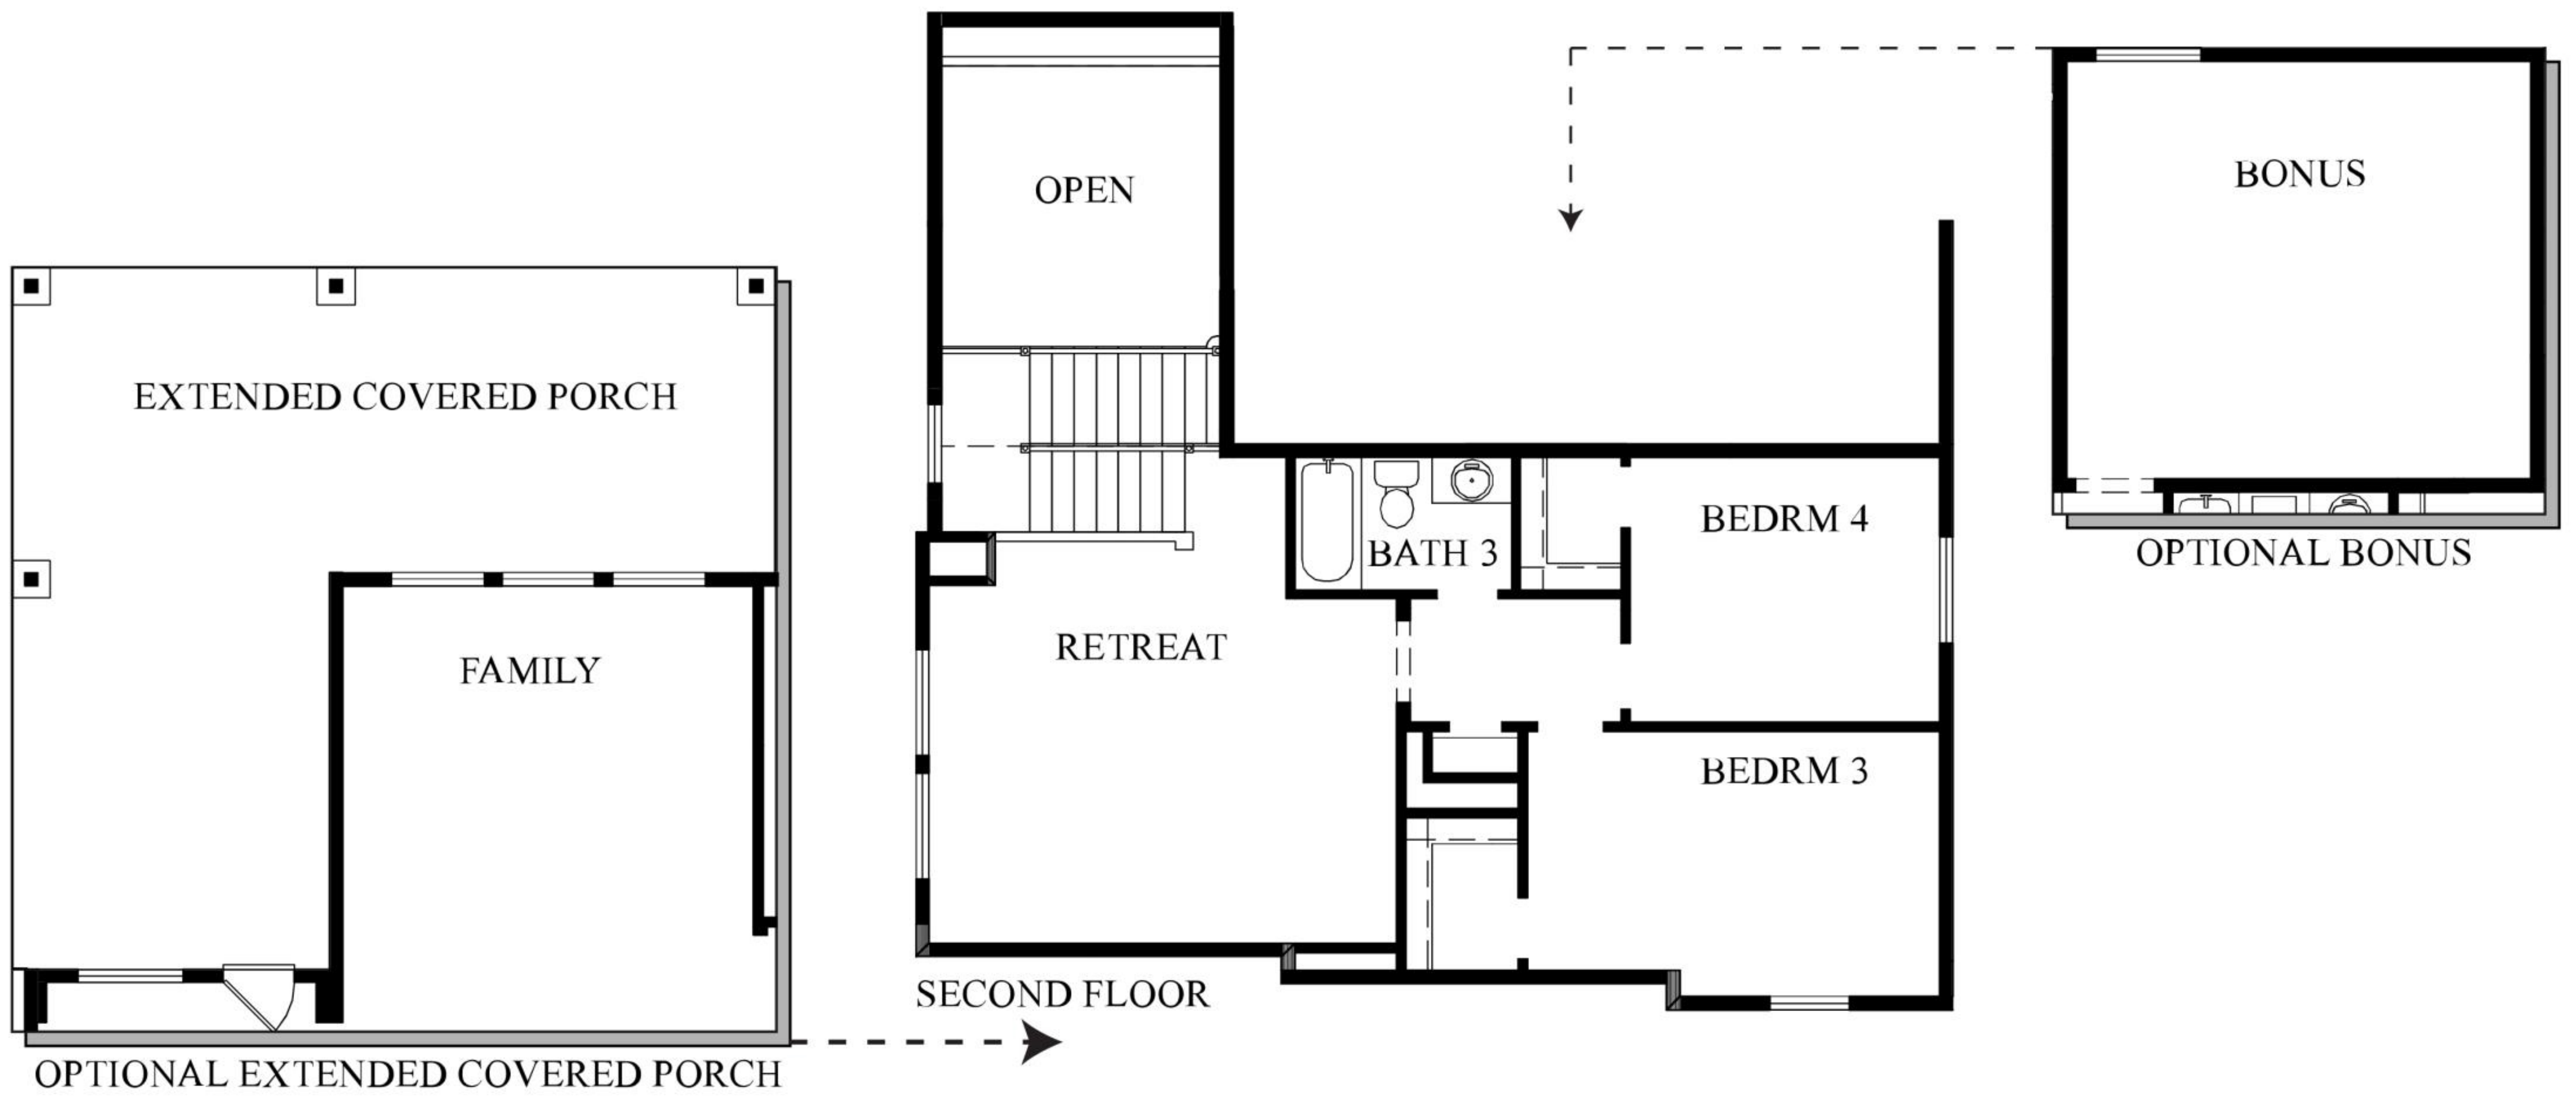 OPEN
BONUS
EXTENDED COVERED PORCH
BEDRM 4
BATH 3
OPTIONAL BONUS
RETREAT
FAMILY
BEDRM 3
SECOND FLOOR
OPTIONAL EXTENDED COVERED PORCH